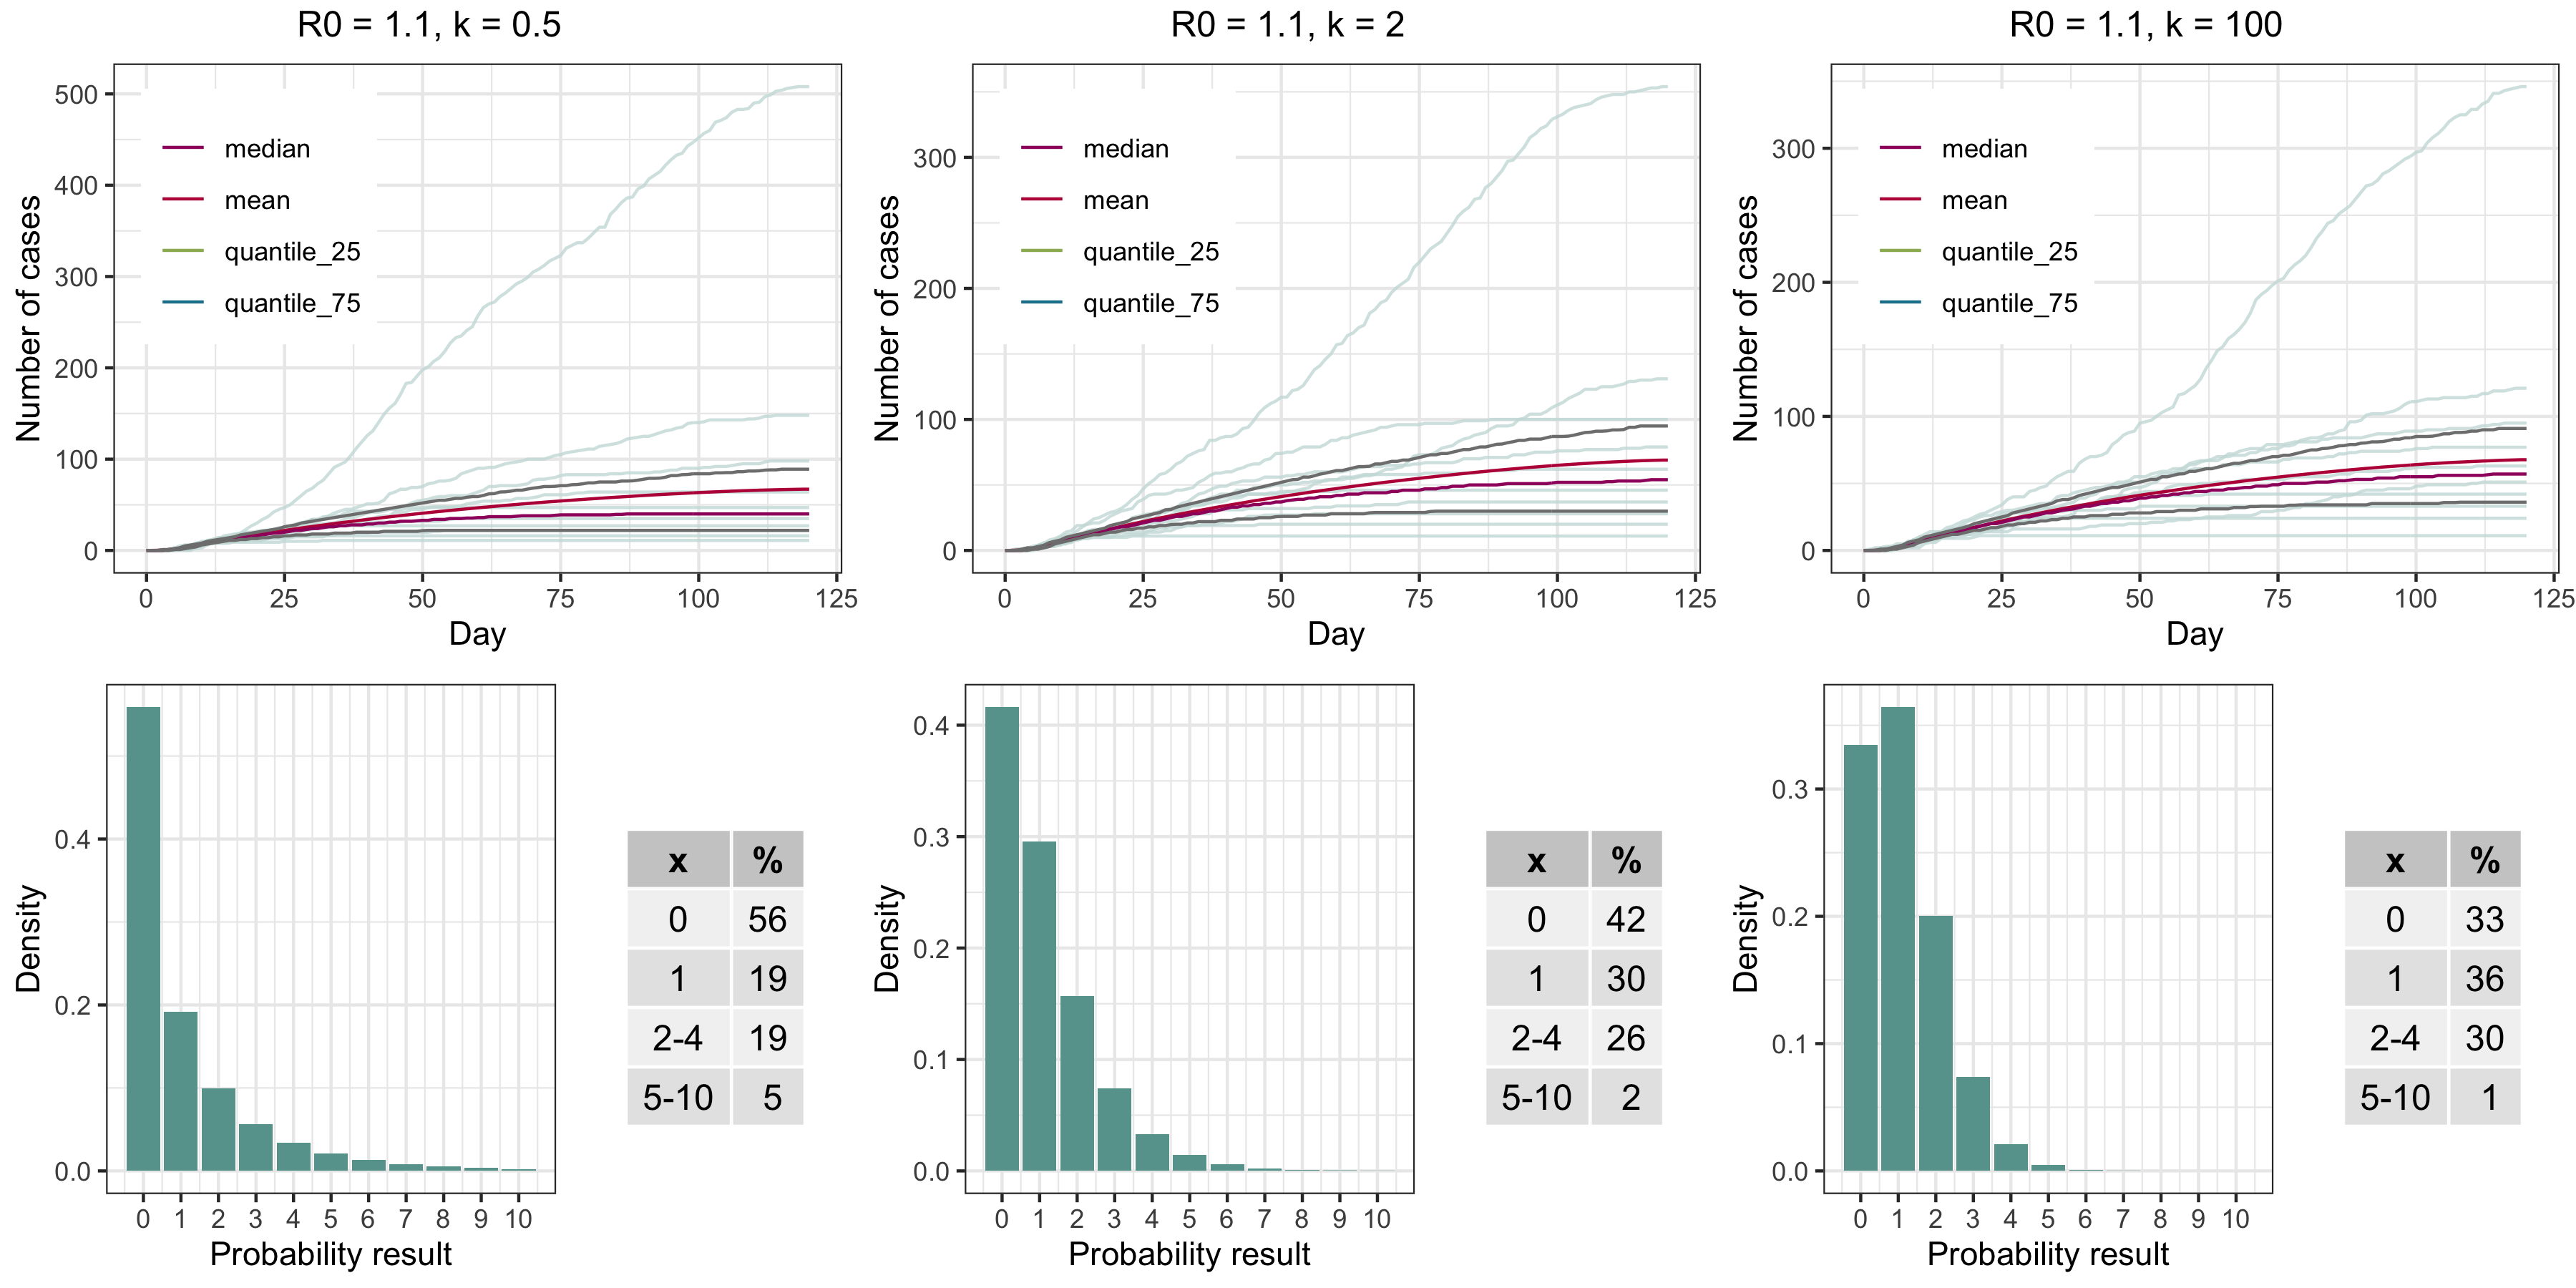 R0 = 1.1, k = 0.5
Number of cases
500
400
300
200
100
0
median
mean
quantile_25
quantile_75
0 25 50 75 100 125
Day
R0 = 1.1, k = 2
Number of cases
300
200
100
0
median
mean
quantile_25
quantile_75
0 25 50 75 100 125
Day
R0 = 1.1, k = 100
Number of cases
300
200
100
0
median
mean
quantile_25
quantile_75
0 25 50 75 100 125
Day
Density
0.4
0.2
0.0
0 1 2 3 4 5 6 7 8 9 10
Probability result
x %
0 56
1 19
2-4 19
5-10 5
Density
0.4
0.3
0.2
0.1
0.0
0 1 2 3 4 5 6 7 8 9 10
Probability result
x %
0 42
1 30
2-4 26
5-10 2
Density
0.3
0.2
0.1
0.0
0 1 2 3 4 5 6 7 8 9 10
Probability result
x %
0 33
1 36
2-4 30
5-10 1